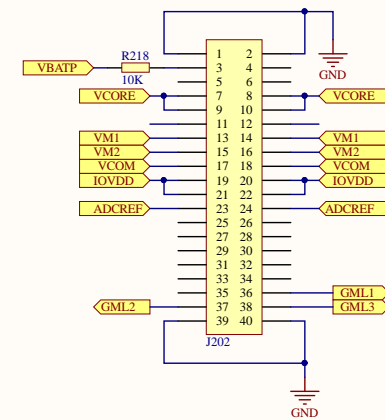 R218
1 2
VBATP 3 4 GND
10K 5 6
VCORE 7 8 VCORE
9 10
11 12
VM1 13 14 VM1
VM2 15 16 VM2
VCOM 17 18 VCOM
IOVDD 19 20 IOVDD
21 22
ADCREF 23 24 ADCREF
25 26
27 28
29 30
31 32
33 34
35 36 GML1
GML2 37 38 GML3
39 40
J202
GND